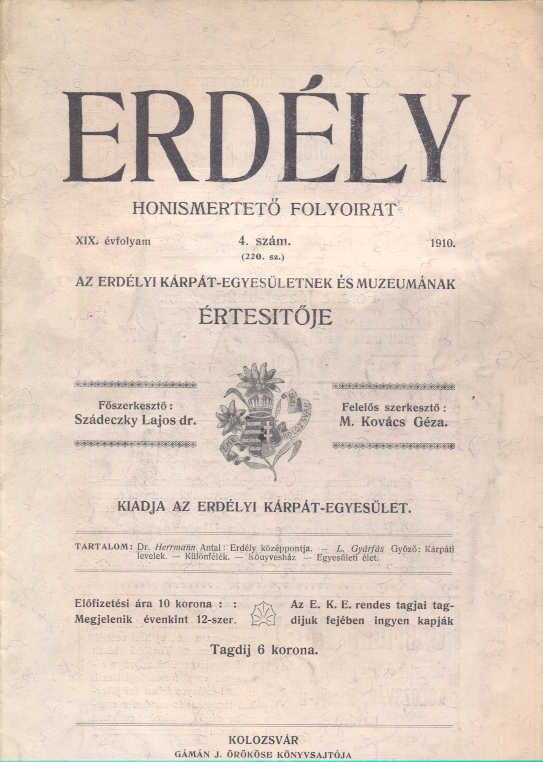 ERDÉLY
HONISMERTETŐ FOLYOIRAT
XIX. évfolyam 4. szám. 1910.
(220. sz.)
AZ ERDÉLYI KÁRPÁT-EGYESÜLETNEK ÉS MUZEUMÁNAK
ÉRTESITŐJE
Főszerkesztő :
Szádeczky Lajos dr.
Felelős szerkesztő :
M. Kovács Géza.
KIADJA AZ ERDÉLYI KÁRPÁT-EGYESÜLET.
TARTALOM: Dr. Herrmann Antal: Erdély középpontja. — L. Gyárfás Győző: Kárpáti
levelek. — Különfélék. — Könyvesház — Egyesületi élet.
Előfizetési ára 10 korona : :
Megjelenik évenkint 12-szer.
Az E. K. E. rendes tagjai tag-
dijuk fejében ingyen kapják
Tagdij 6 korona.
KOLOZSVÁR
GÁMÁN J. ÖRÖKÖSE KÖNYVSAJTÓJA